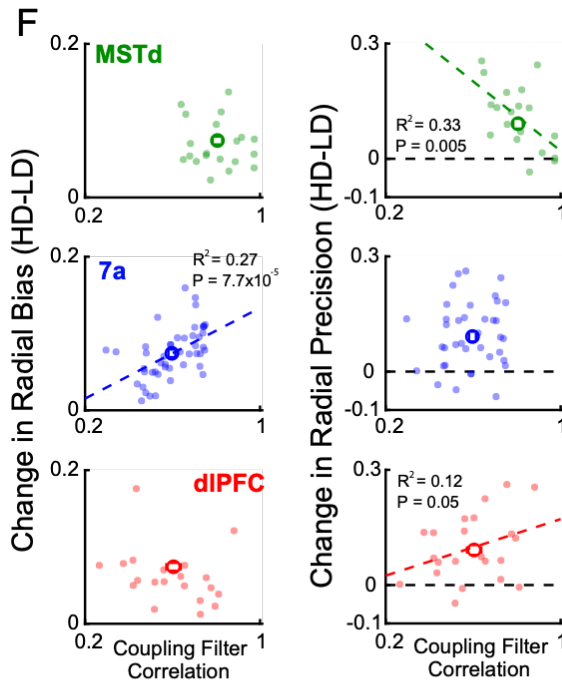 F
Change in Radial Bias (HD-LD)
0.2
MSTd
0
0.2
1
Change in Radial Precisioon (HD-LD)
0.3
R² = 0.33
P = 0.005
0
-0.1
0.2
1
0.2
7a
R² = 0.27
P = 7.7x10⁻⁵
0
0.2
1
0.3
0
-0.1
0.2
1
0.2
dlPFC
0
0.2
1
Coupling Filter
Correlation
0.3
R² = 0.12
P = 0.05
0
-0.1
0.2
1
Coupling Filter
Correlation